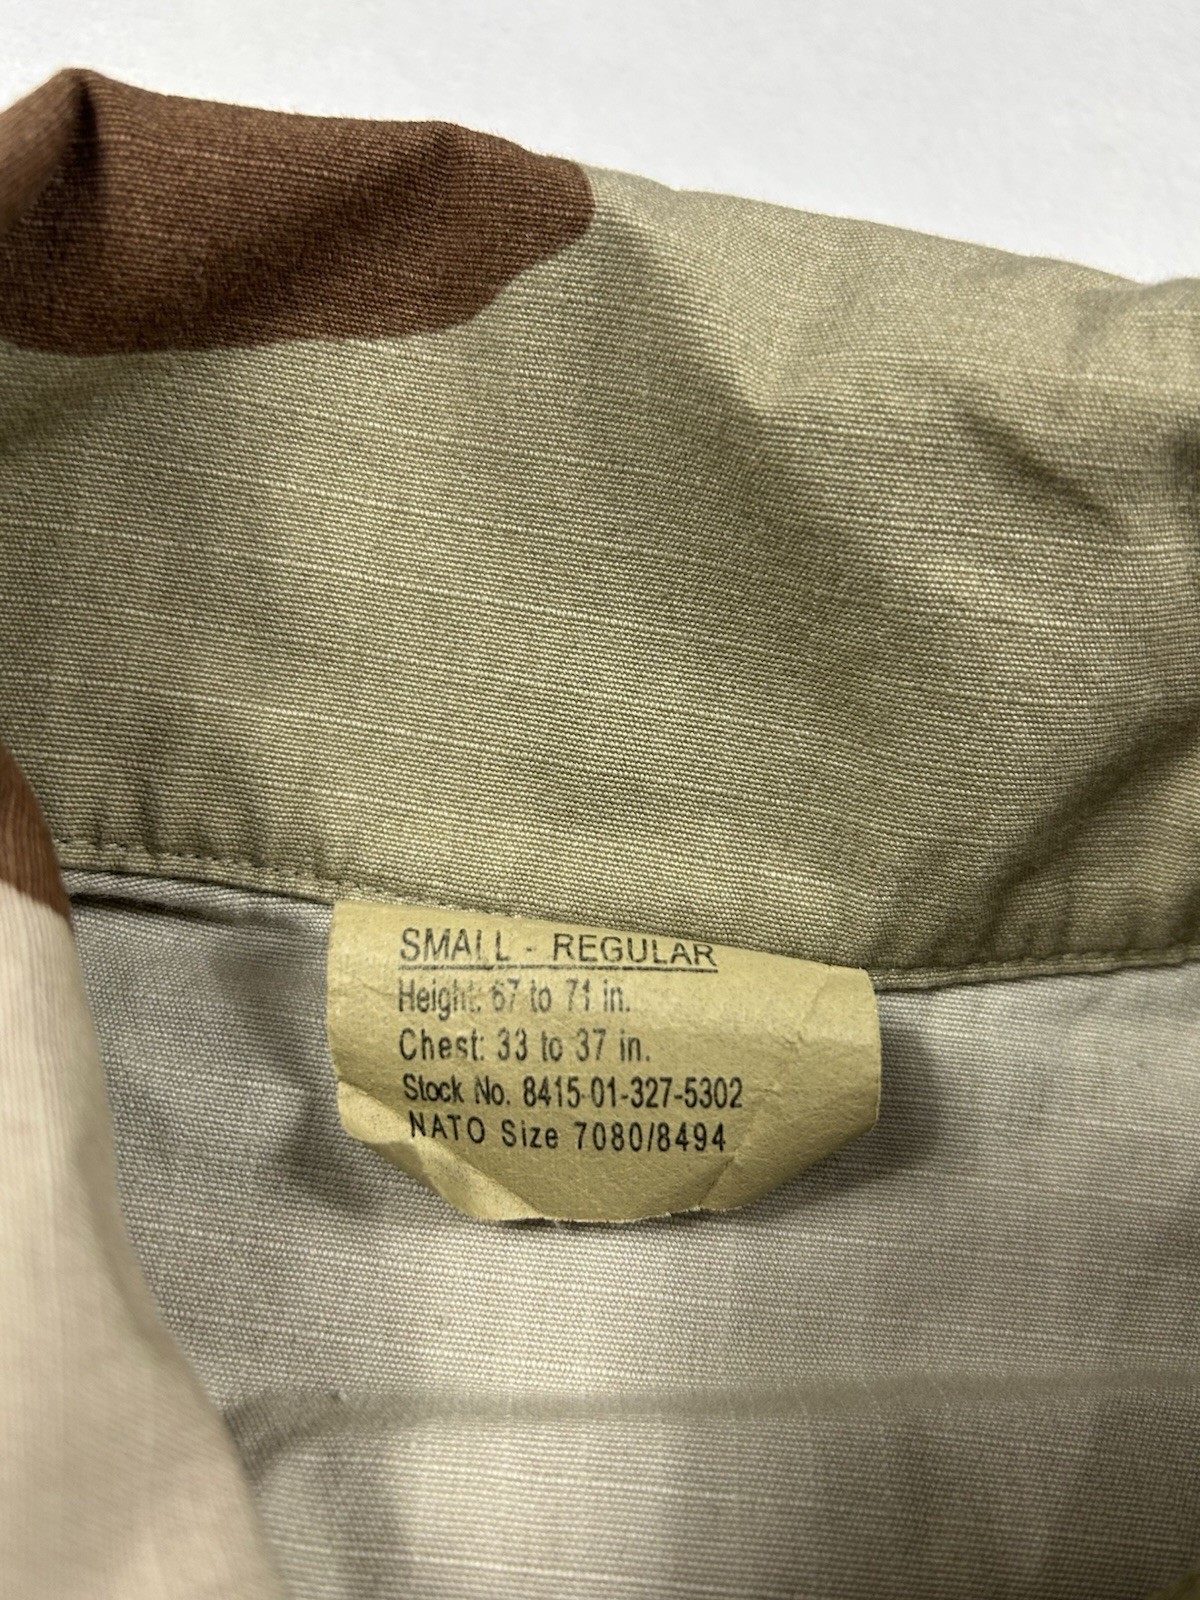 SMALL - REGULAR
Height: 67 to 71 in.
Chest: 33 to 37 in.
Stock No. 8415-01-327-5302
NATO Size 7080/8494